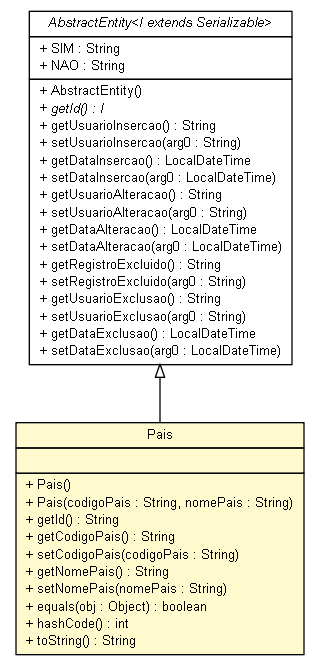 AbstractEntity<I extends Serializable>
+ SIM : String
+ NAO : String
+ AbstractEntity()
+ getId() : I
+ getUsuarioInsercao() : String
+ setUsuarioInsercao(arg0 : String)
+ getDataInsercao() : LocalDateTime
+ setDataInsercao(arg0 : LocalDateTime)
+ getUsuarioAlteracao() : String
+ setUsuarioAlteracao(arg0 : String)
+ getDataAlteracao() : LocalDateTime
+ setDataAlteracao(arg0 : LocalDateTime)
+ getRegistroExcluido() : String
+ setRegistroExcluido(arg0 : String)
+ getUsuarioExclusao() : String
+ setUsuarioExclusao(arg0 : String)
+ getDataExclusao() : LocalDateTime
+ setDataExclusao(arg0 : LocalDateTime)
Pais
+ Pais()
+ Pais(codigoPais : String, nomePais : String)
+ getId() : String
+ getCodigoPais() : String
+ setCodigoPais(codigoPais : String)
+ getNomePais() : String
+ setNomePais(nomePais : String)
+ equals(obj : Object) : boolean
+ hashCode() : int
+ toString() : String